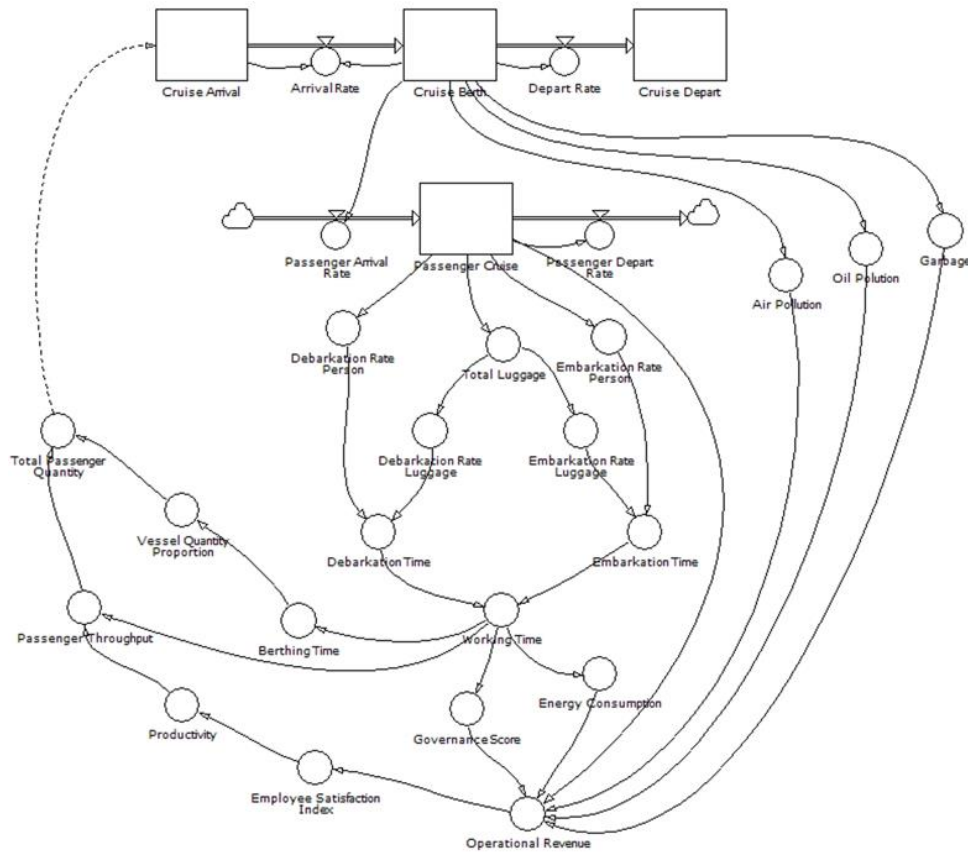 Cruise Arrival
Arrival Rate
Cruise Berth
Depart Rate
Cruise Depart
Passenger Arrival
Rate
Passenger Cruise
Passenger Depart
Rate
Air Pollution
Oil Polution
Garbage
Debarkation Rate
Person
Total Luggage
Embarkation Rate
Person
Total Passenger
Quantity
Debarkation Rate
Luggage
Embarkation Rate
Luggage
Vessel Quantity
Proportion
Debarkation Time
Embarkation Time
Passenger Throughput
Berthing Time
Working Time
Productivity
Governance Score
Energy Consumption
Employee Satisfaction
Index
Operational Revenue